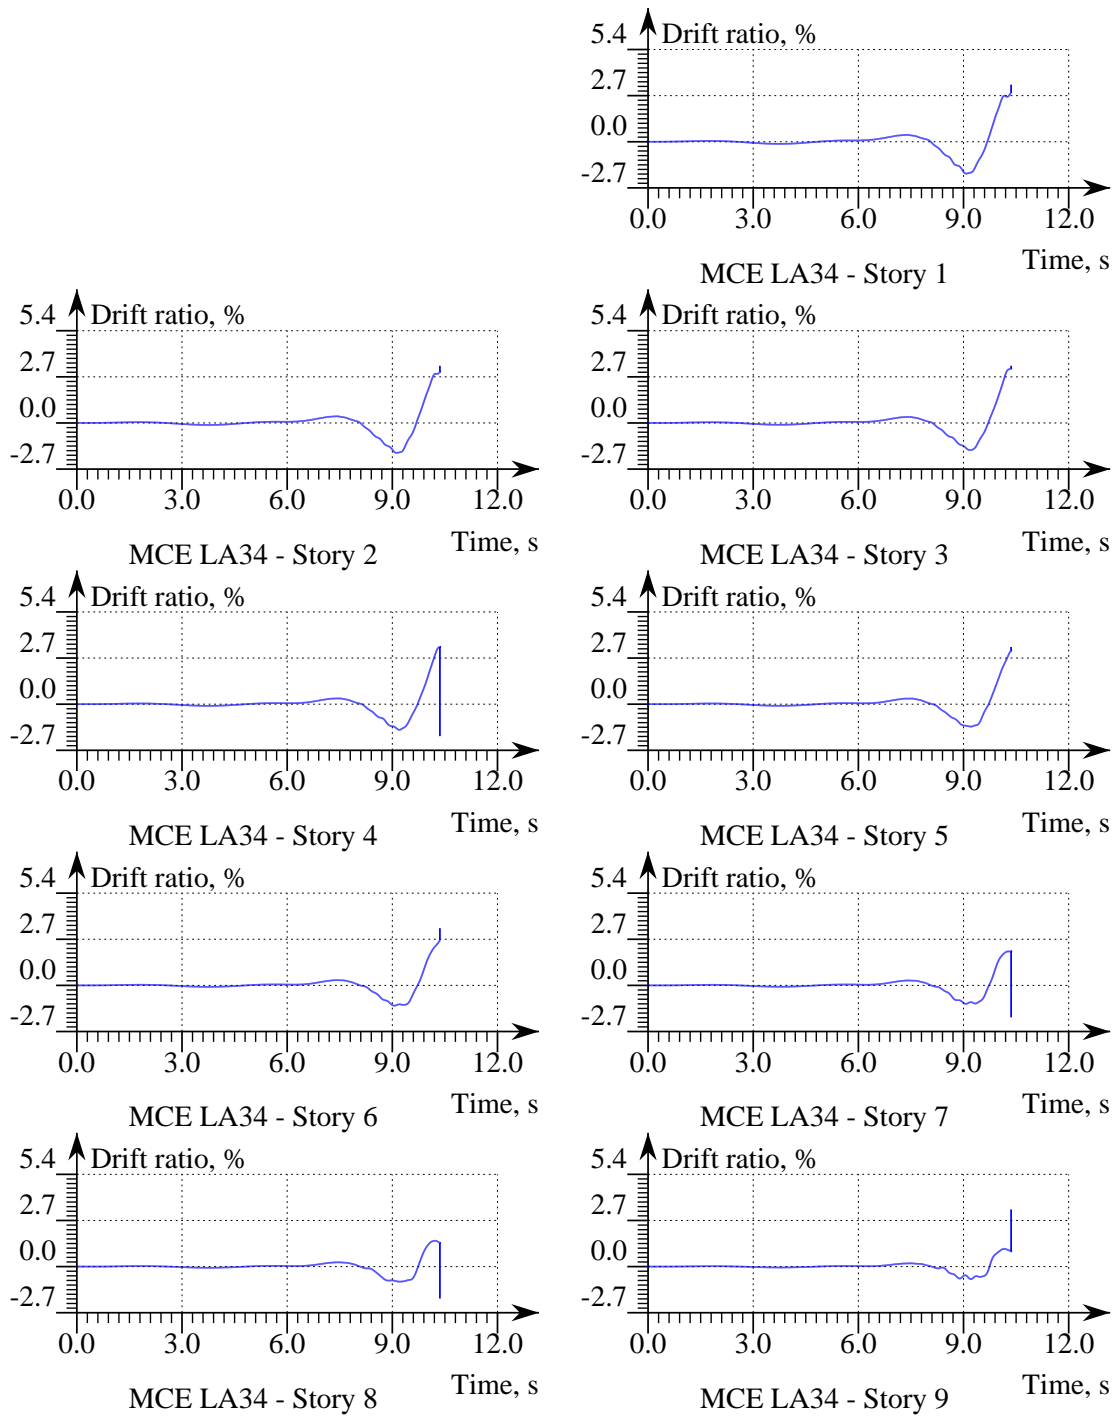 5.4 Drift ratio, %
2.7
0.0
-2.7
0.0 3.0 6.0 9.0 12.0
Time, s
MCE LA34 - Story 1
5.4 Drift ratio, %
2.7
0.0
-2.7
0.0 3.0 6.0 9.0 12.0
Time, s
MCE LA34 - Story 2
5.4 Drift ratio, %
2.7
0.0
-2.7
0.0 3.0 6.0 9.0 12.0
Time, s
MCE LA34 - Story 3
5.4 Drift ratio, %
2.7
0.0
-2.7
0.0 3.0 6.0 9.0 12.0
Time, s
MCE LA34 - Story 4
5.4 Drift ratio, %
2.7
0.0
-2.7
0.0 3.0 6.0 9.0 12.0
Time, s
MCE LA34 - Story 5
5.4 Drift ratio, %
2.7
0.0
-2.7
0.0 3.0 6.0 9.0 12.0
Time, s
MCE LA34 - Story 6
5.4 Drift ratio, %
2.7
0.0
-2.7
0.0 3.0 6.0 9.0 12.0
Time, s
MCE LA34 - Story 7
5.4 Drift ratio, %
2.7
0.0
-2.7
0.0 3.0 6.0 9.0 12.0
Time, s
MCE LA34 - Story 8
5.4 Drift ratio, %
2.7
0.0
-2.7
0.0 3.0 6.0 9.0 12.0
Time, s
MCE LA34 - Story 9